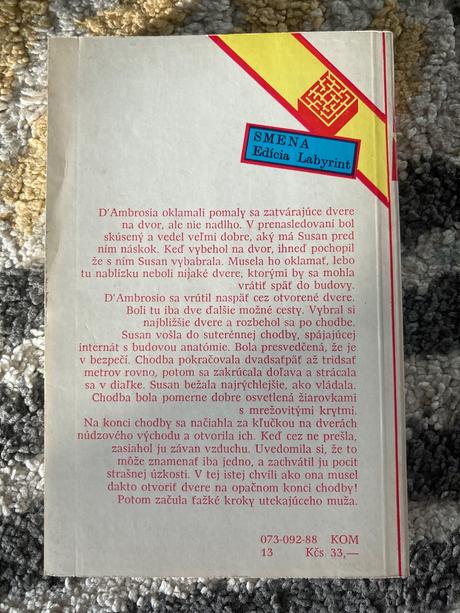 SMENA
Edícia Labyrint
D'Ambrosia oklamali pomaly sa zatvárajúce dvere
na dvor, ale nie nadlho. V prenasledovaní bol
skúsený a vedel veľmi dobre, aký má Susan pred
ním náskok. Keď vybehol na dvor, ihneď pochopil
že s ním Susan vybabrala. Musela ho oklamať, lebo
tu nablízku neboli nijaké dvere, ktorými by sa mohla
vrátiť späť do budovy.
D'Ambrosio sa vrútil naspäť cez otvorené dvere.
Boli tu iba dve ďalšie možné cesty. Vybral si
najbližšie dvere a rozbehol sa po chodbe.
Susan vošla do suterénnej chodby, spájajúcej
internát s budovou anatómie. Bola presvedčená, že je
v bezpečí. Chodba pokračovala dvadsaťpäť až tridsať
metrov rovno, potom sa zakrúcala doľava a strácala
sa v diaľke. Susan bežala najrýchlejšie, ako vládala.
Chodba bola pomerne dobre osvetlená žiarovkami
s mrežovitými krytmi.
Na konci chodby sa načiahla za kľučkou na dverách
núdzového východu a otvorila ich. Keď cez ne prešla,
zasiahol ju závan vzduchu. Uvedomila si, že to
môže znamenať iba jedno, a zachvátil ju pocit
strašnej úzkosti. V tej istej chvíli ako ona musel
dakto otvoriť dvere na opačnom konci chodby!
Potom začula ťažké kroky utekajúceho muža.
073-092-88 KOM
13 Kčs 33,—